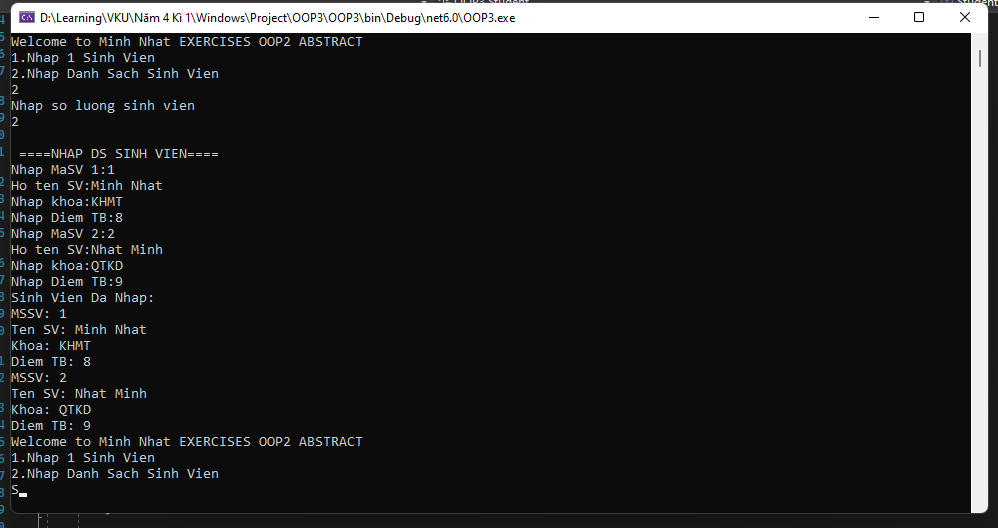 D:\Learning\VKU\Năm 4 Kì 1\Windows\Project\OOP3\OOP3\bin\Debug\net6.0\OOP3.exe
Welcome to Minh Nhat EXERCISES OOP2 ABSTRACT
1.Nhap 1 Sinh Vien
2.Nhap Danh Sach Sinh Vien
2
Nhap so luong sinh vien
2
====NHAP DS SINH VIEN====
Nhap MaSV 1:1
Ho ten SV:Minh Nhat
Nhap khoa:KHMT
Nhap Diem TB:8
Nhap MaSV 2:2
Ho ten SV:Nhat Minh
Nhap khoa:QTKD
Nhap Diem TB:9
Sinh Vien Da Nhap:
MSSV: 1
Ten SV: Minh Nhat
Khoa: KHMT
Diem TB: 8
MSSV: 2
Ten SV: Nhat Minh
Khoa: QTKD
Diem TB: 9
Welcome to Minh Nhat EXERCISES OOP2 ABSTRACT
1.Nhap 1 Sinh Vien
2.Nhap Danh Sach Sinh Vien
S